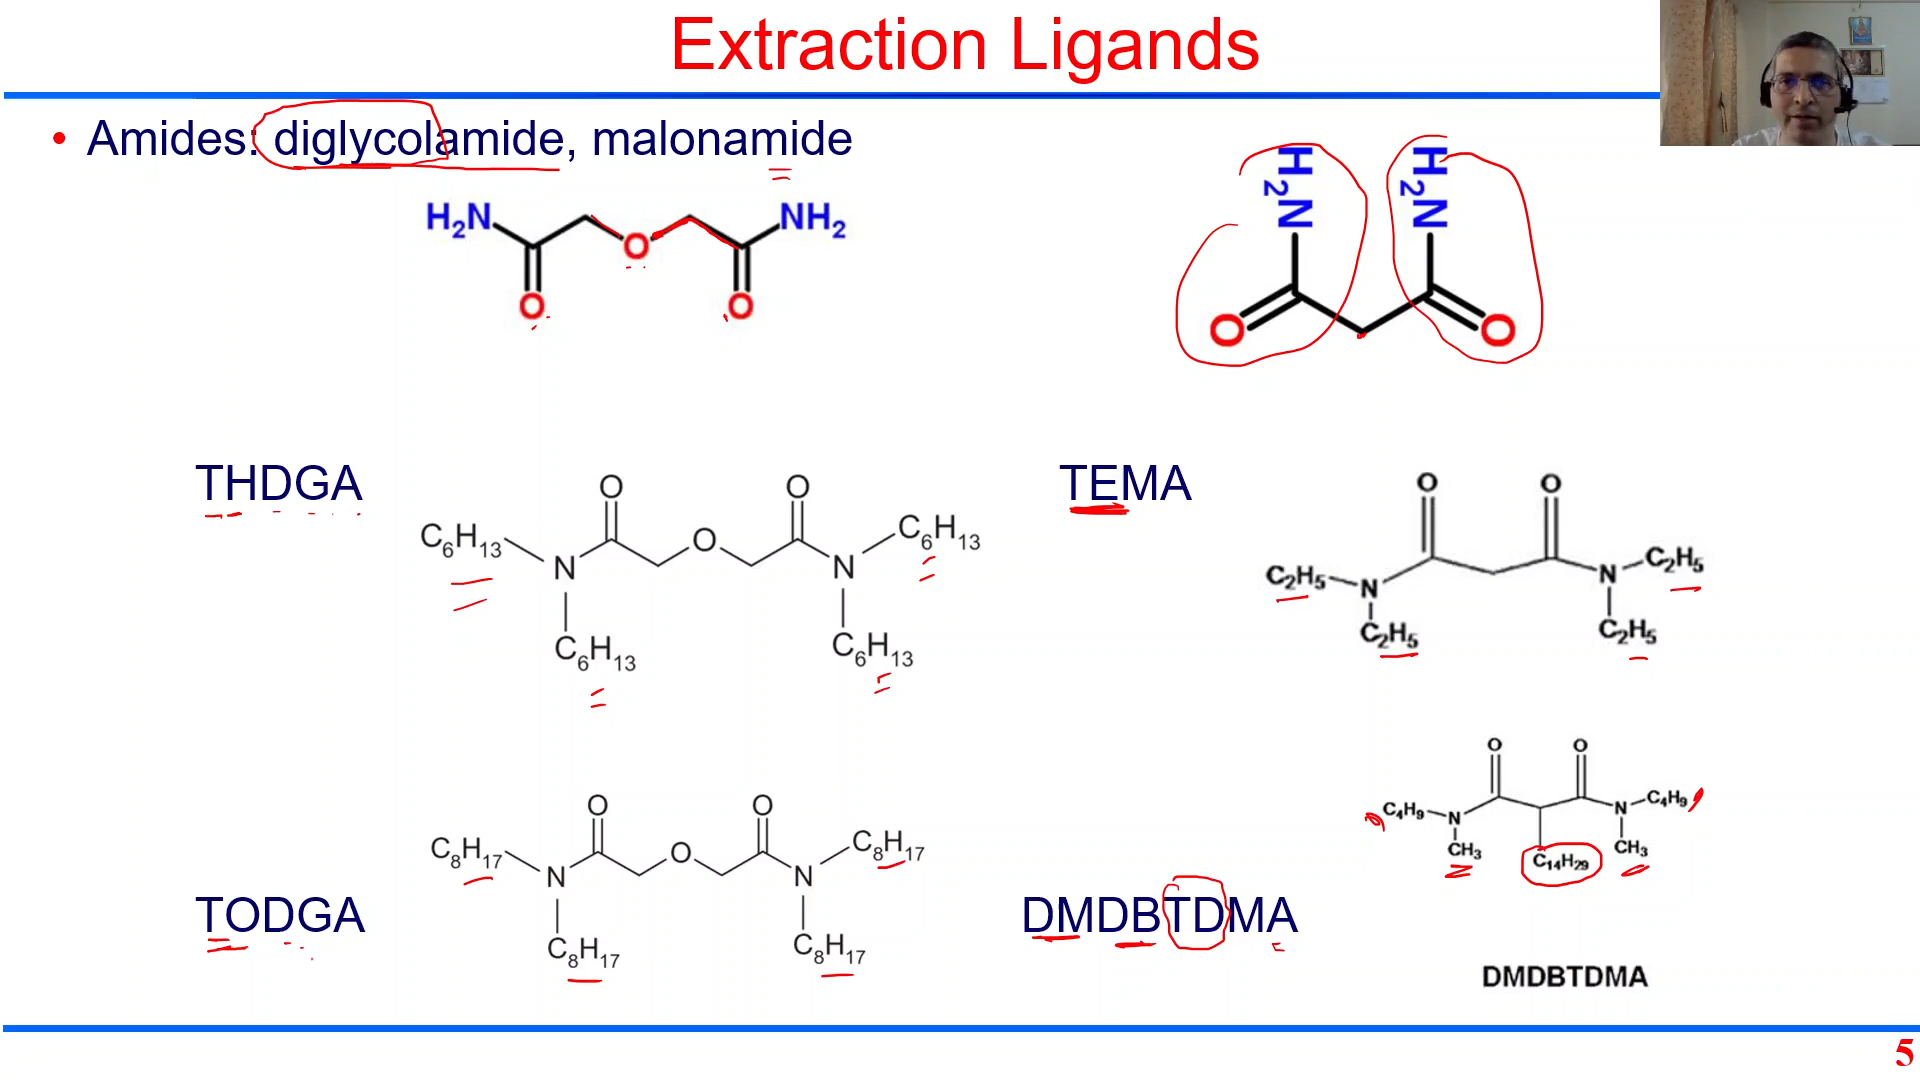 Extraction Ligands
• Amides: diglycolamide, malonamide
H₂N O NH₂
O O
H₂N H₂N
O O
THDGA
O O
C₆H₁₃ N O N C₆H₁₃
C₆H₁₃ C₆H₁₃
TEMA
O O
C₂H₅ N N C₂H₅
C₂H₅ C₂H₅
TODGA
O O
C₈H₁₇ N O N C₈H₁₇
C₈H₁₇ C₈H₁₇
DMDBTDMA
O O
C₄H₉ N N C₄H₉
CH₃ C₁₄H₂₉ CH₃
DMDBTDMA
5